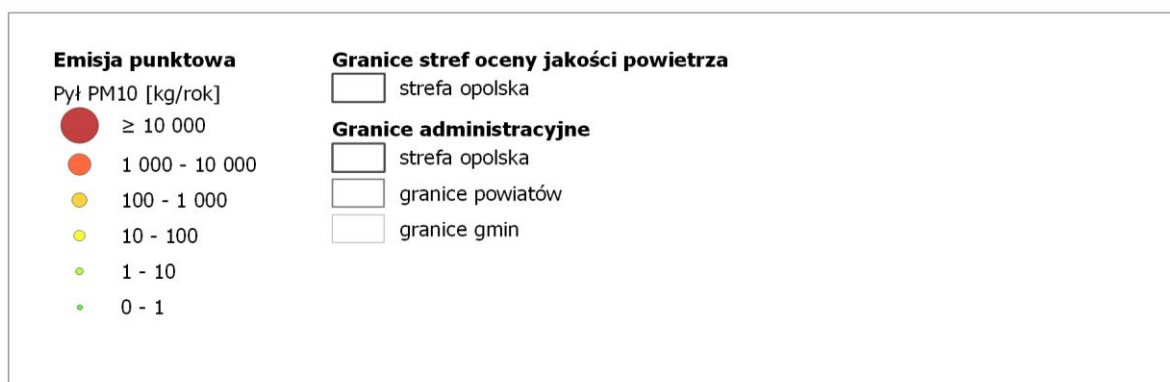 Emisja punktowa
Pył PM10 [kg/rok]
≥ 10 000
1 000 - 10 000
100 - 1 000
10 - 100
1 - 10
0 - 1
Granice stref oceny jakości powietrza
strefa opolska
Granice administracyjne
strefa opolska
granice powiatów
granice gmin